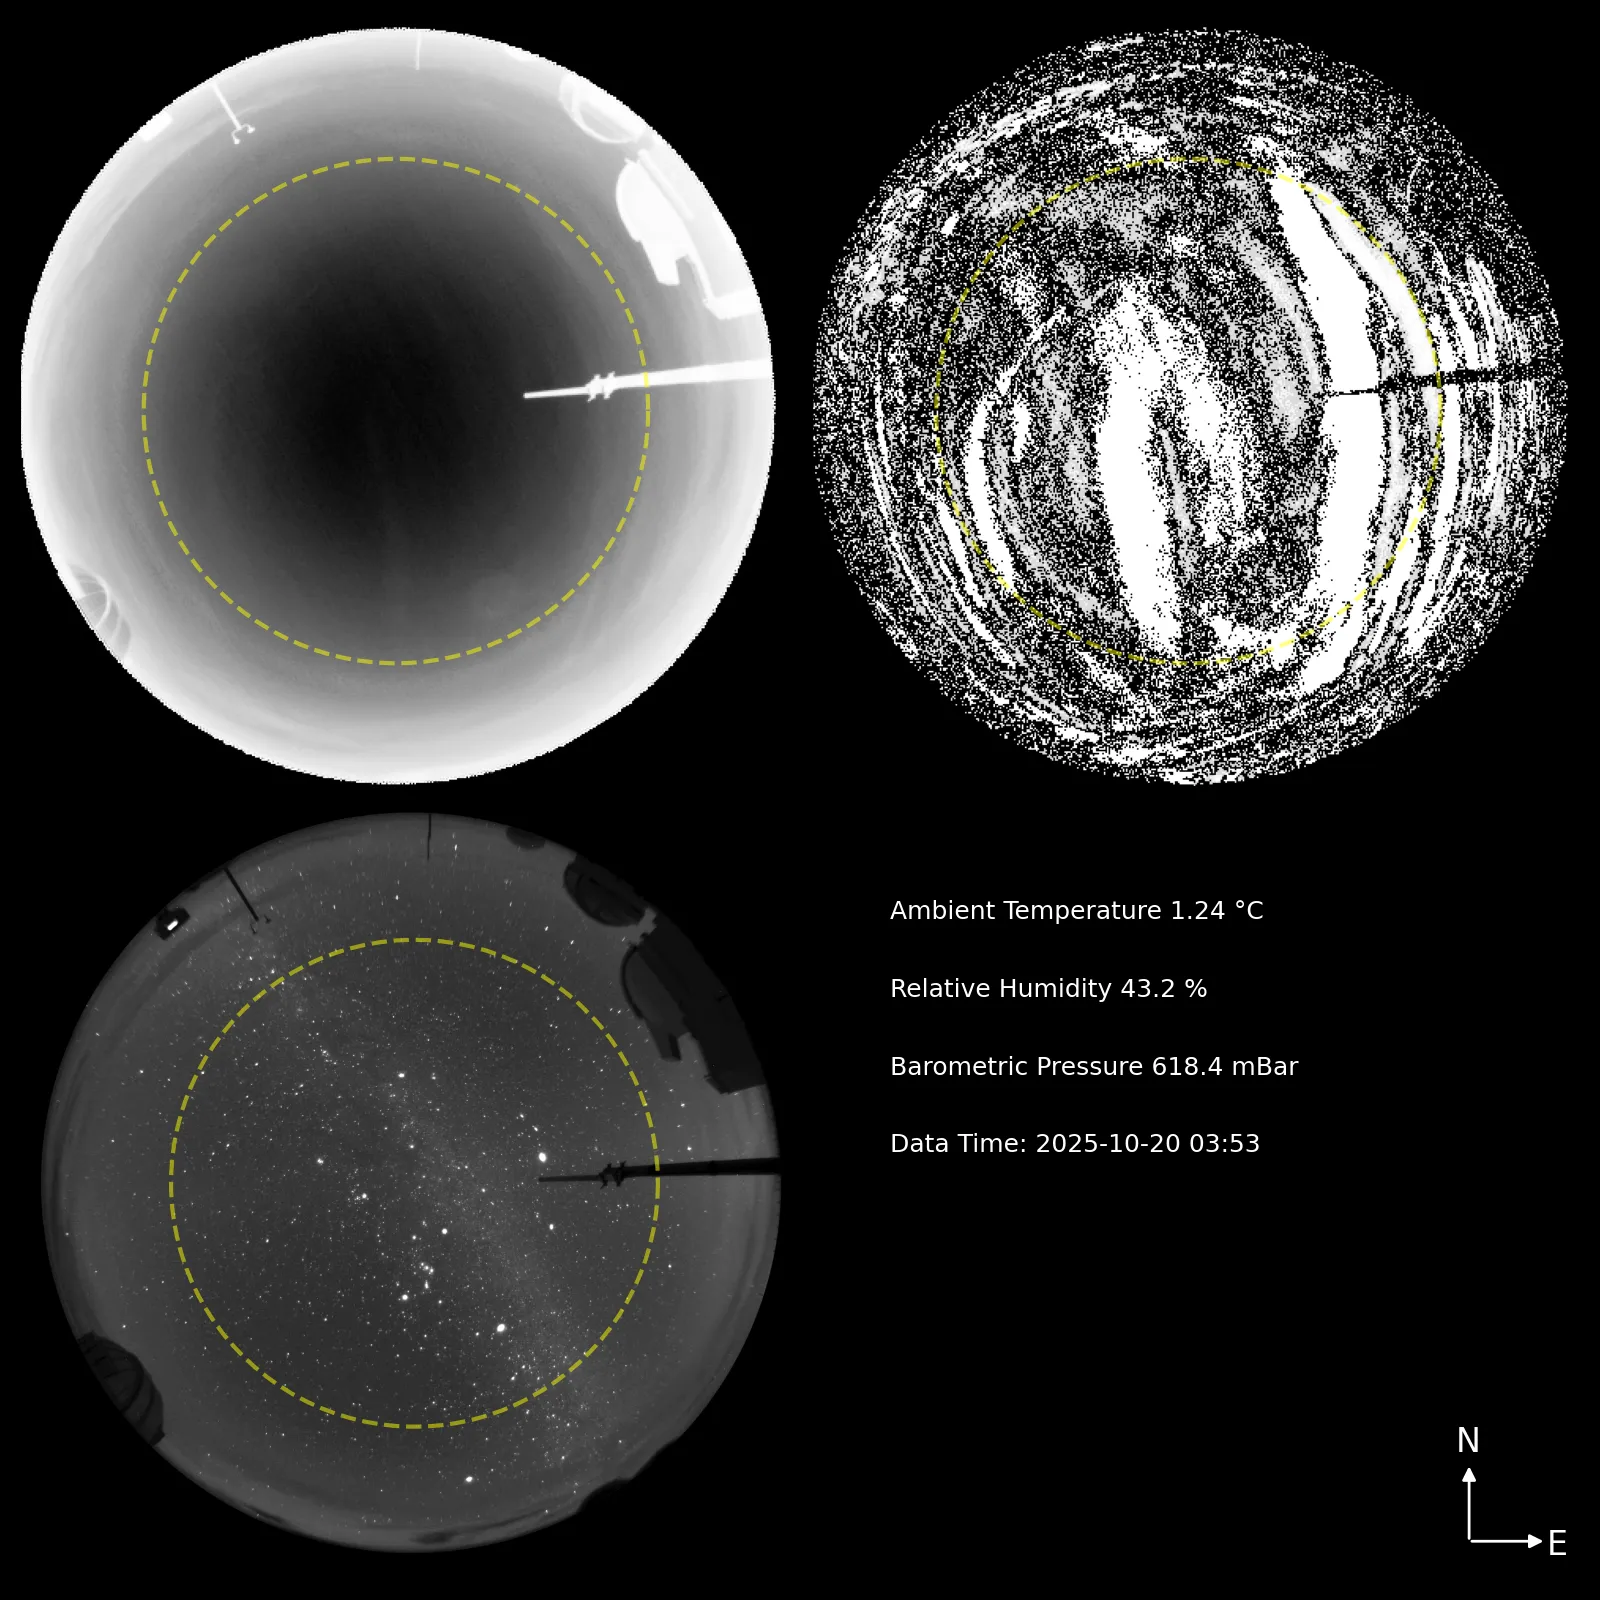 Ambient Temperature 1.24 °C
Relative Humidity 43.2 %
Barometric Pressure 618.4 mBar
Data Time: 2025-10-20 03:53
N
E